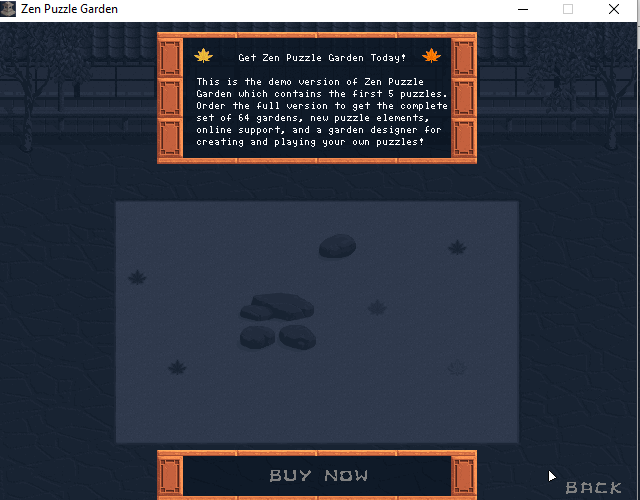 Zen Puzzle Garden
Get Zen Puzzle Garden Today!
This is the demo version of Zen Puzzle
Garden which contains the first 5 puzzles.
Order the full version to get the complete
set of 64 gardens, new puzzle elements,
online support, and a garden designer for
creating and playing your own puzzles!
BUY NOW
BACK